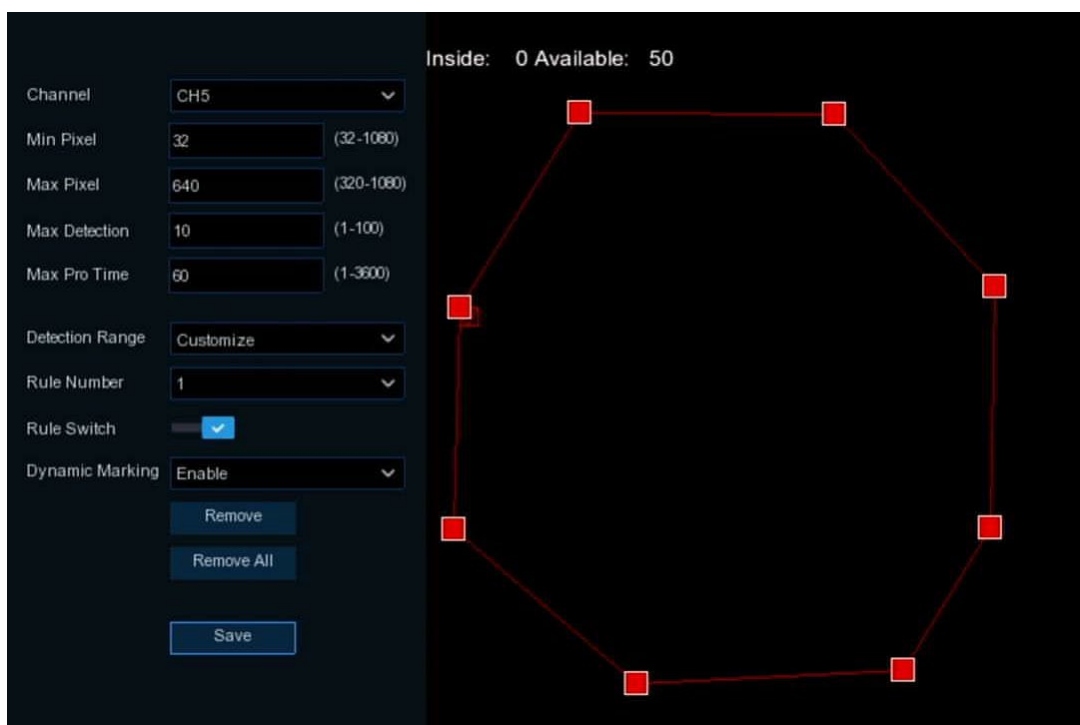 Inside: 0 Available: 50
Channel CH5
Min Pixel 32 (32-1080)
Max Pixel 640 (320-1080)
Max Detection 10 (1-100)
Max Pro Time 60 (1-3600)
Detection Range Customize
Rule Number 1
Rule Switch
Dynamic Marking Enable
Remove
Remove All
Save